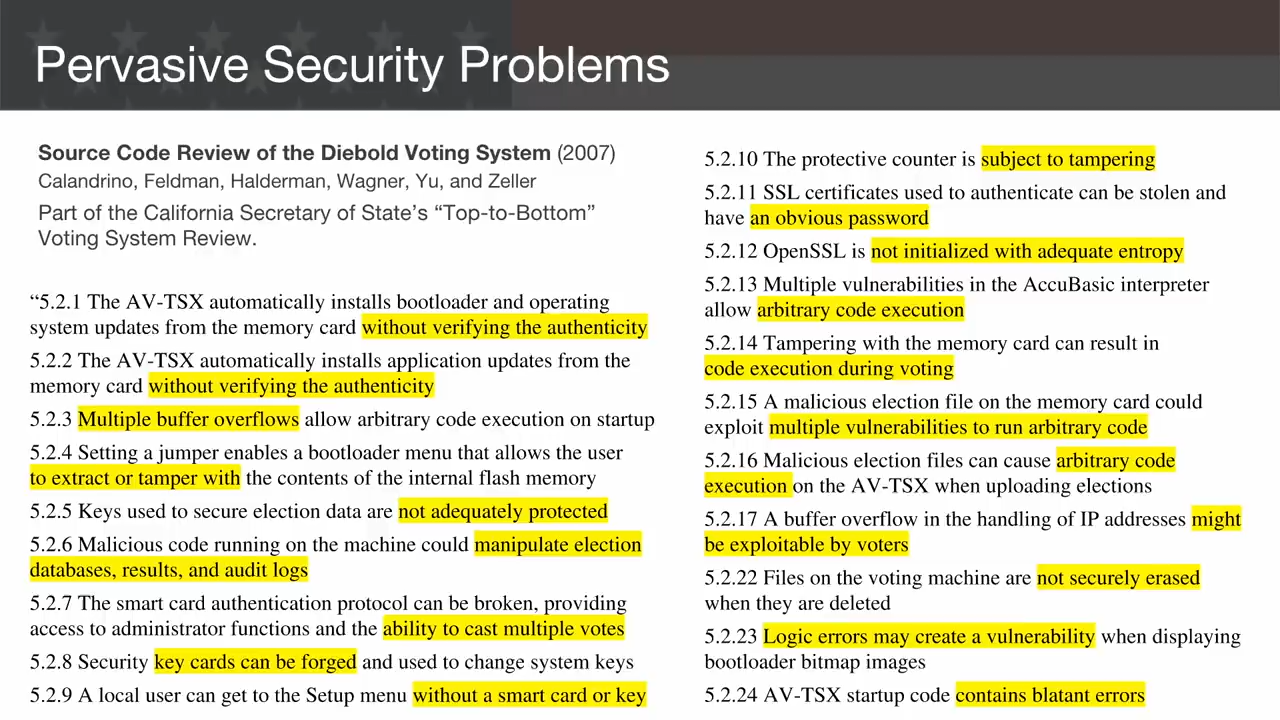 Pervasive Security Problems
Source Code Review of the Diebold Voting System (2007)
Calandrino, Feldman, Halderman, Wagner, Yu, and Zeller
Part of the California Secretary of State’s “Top-to-Bottom”
Voting System Review.
“5.2.1 The AV-TSX automatically installs bootloader and operating
system updates from the memory card without verifying the authenticity
5.2.2 The AV-TSX automatically installs application updates from the
memory card without verifying the authenticity
5.2.3 Multiple buffer overflows allow arbitrary code execution on startup
5.2.4 Setting a jumper enables a bootloader menu that allows the user
to extract or tamper with the contents of the internal flash memory
5.2.5 Keys used to secure election data are not adequately protected
5.2.6 Malicious code running on the machine could manipulate election
databases, results, and audit logs
5.2.7 The smart card authentication protocol can be broken, providing
access to administrator functions and the ability to cast multiple votes
5.2.8 Security key cards can be forged and used to change system keys
5.2.9 A local user can get to the Setup menu without a smart card or key
5.2.10 The protective counter is subject to tampering
5.2.11 SSL certificates used to authenticate can be stolen and
have an obvious password
5.2.12 OpenSSL is not initialized with adequate entropy
5.2.13 Multiple vulnerabilities in the AccuBasic interpreter
allow arbitrary code execution
5.2.14 Tampering with the memory card can result in
code execution during voting
5.2.15 A malicious election file on the memory card could
exploit multiple vulnerabilities to run arbitrary code
5.2.16 Malicious election files can cause arbitrary code
execution on the AV-TSX when uploading elections
5.2.17 A buffer overflow in the handling of IP addresses might
be exploitable by voters
5.2.22 Files on the voting machine are not securely erased
when they are deleted
5.2.23 Logic errors may create a vulnerability when displaying
bootloader bitmap images
5.2.24 AV-TSX startup code contains blatant errors